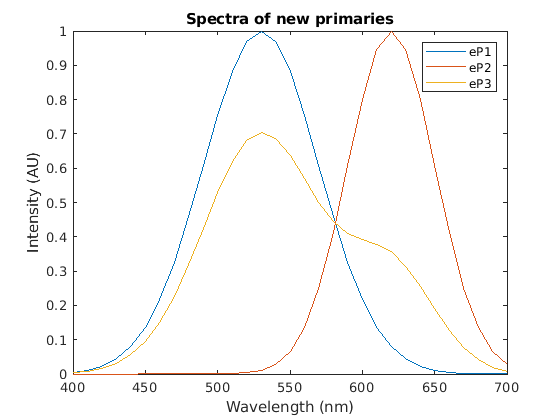 Spectra of new primaries
1
0.9
0.8
0.7
0.6
0.5
0.4
0.3
0.2
0.1
0
Intensity (AU)
eP1
eP2
eP3
400 450 500 550 600 650 700
Wavelength (nm)